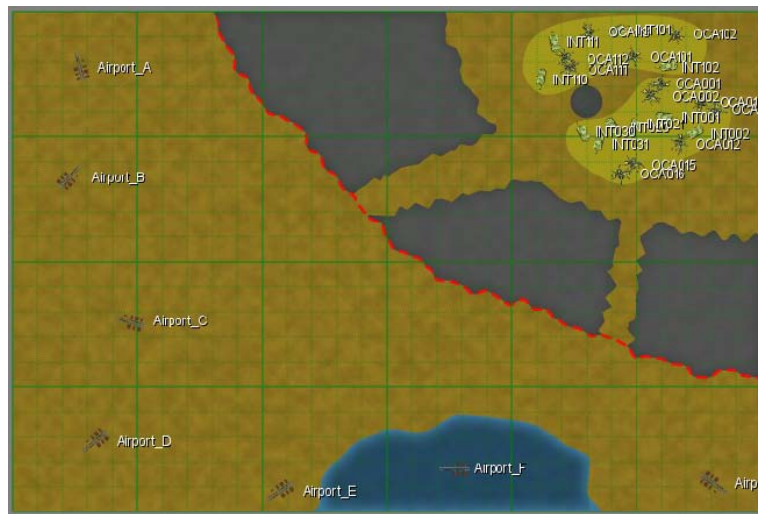 INT101
OCA102
INT111
OCA112
OCA101
Airport_A
OCA111
INT102
INT110
OCA001
OCA002
INT001
INT030
INT002
INT031
OCA012
OCA015
Airport_B
OCA016
Airport_C
Airport_D
Airport_F
Airport_E